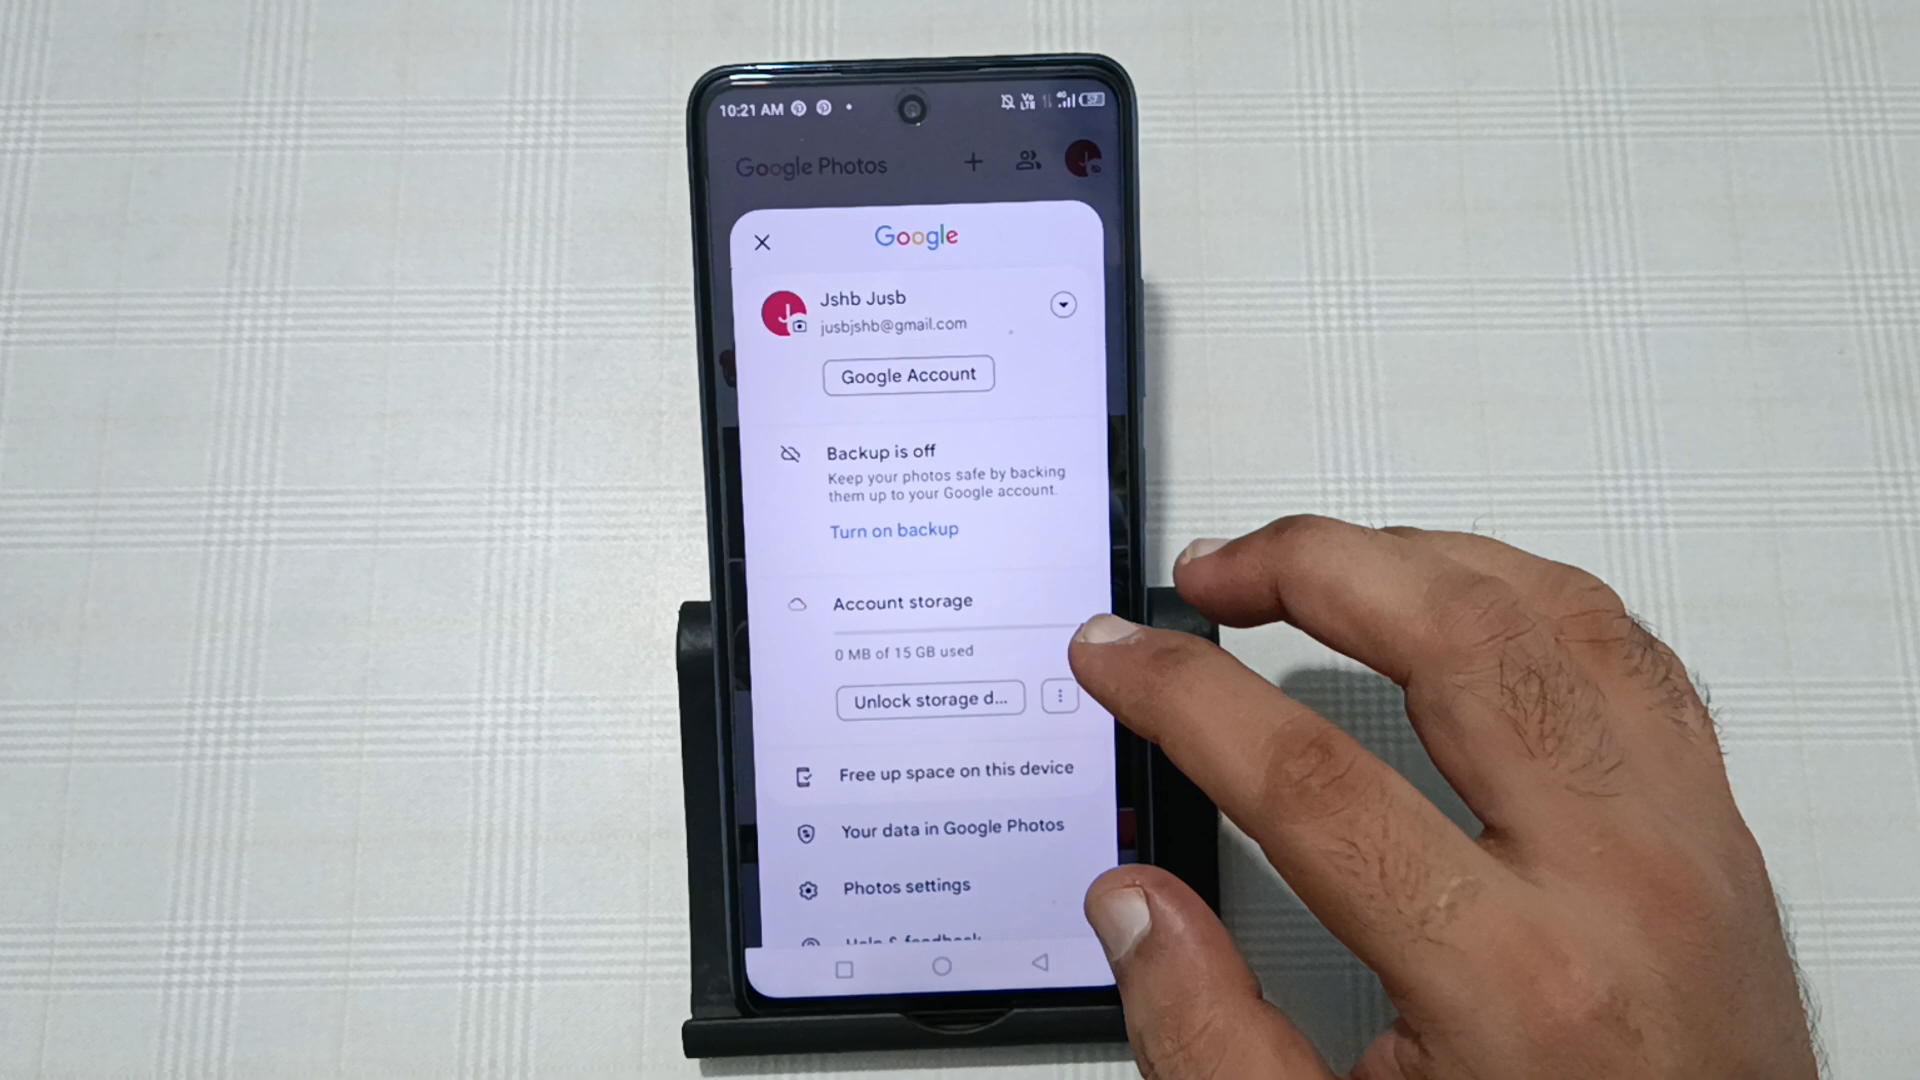 10:21 AM
Google Photos
Google
Jshb Jusb
jusbjshb@gmail.com
Google Account
Backup is off
Keep your photos safe by backing
them up to your Google account.
Turn on backup
Account storage
0 MB of 15 GB used
Unlock storage d...
Free up space on this device
Your data in Google Photos
Photos settings
Help & feedback